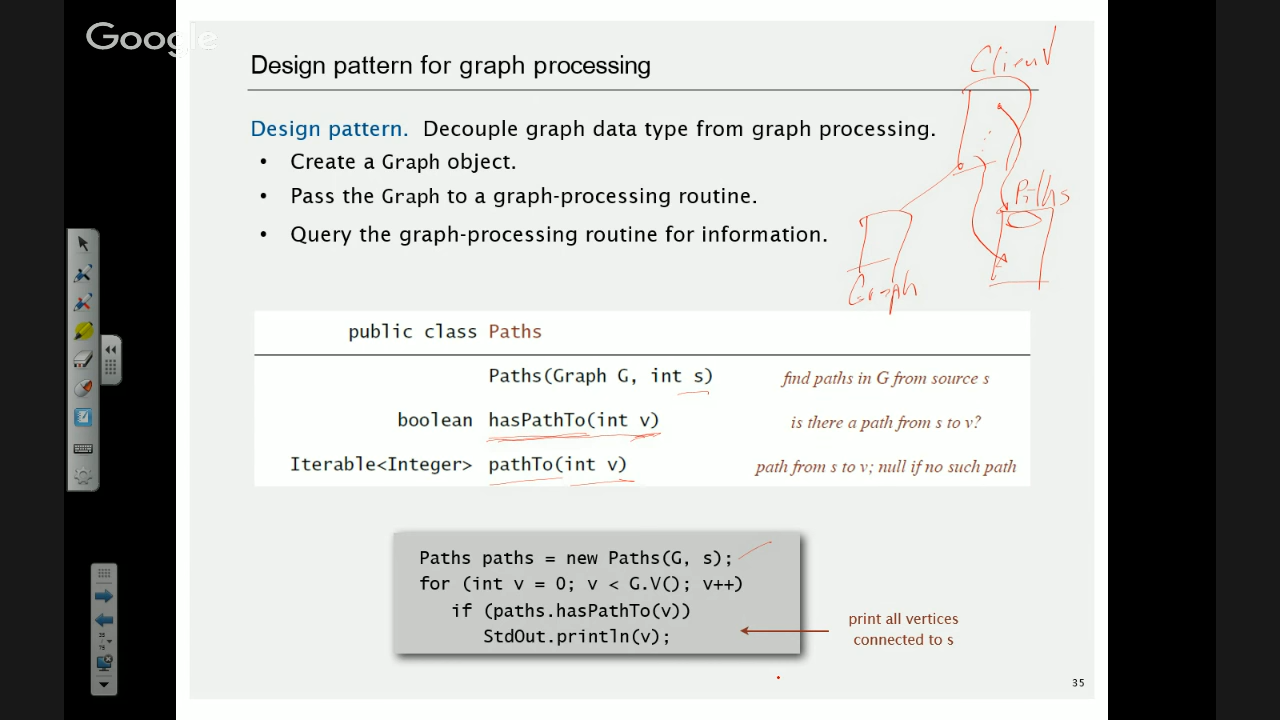 Google
Design pattern for graph processing
Client
Design pattern. Decouple graph data type from graph processing.
• Create a Graph object.
• Pass the Graph to a graph-processing routine.
Paths
• Query the graph-processing routine for information.
Graph
public class Paths
Paths(Graph G, int s) find paths in G from source s
boolean hasPathTo(int v) is there a path from s to v?
Iterable<Integer> pathTo(int v) path from s to v; null if no such path
Paths paths = new Paths(G, s);
for (int v = 0; v < G.V(); v++)
if (paths.hasPathTo(v))
StdOut.println(v);
print all vertices
connected to s
35